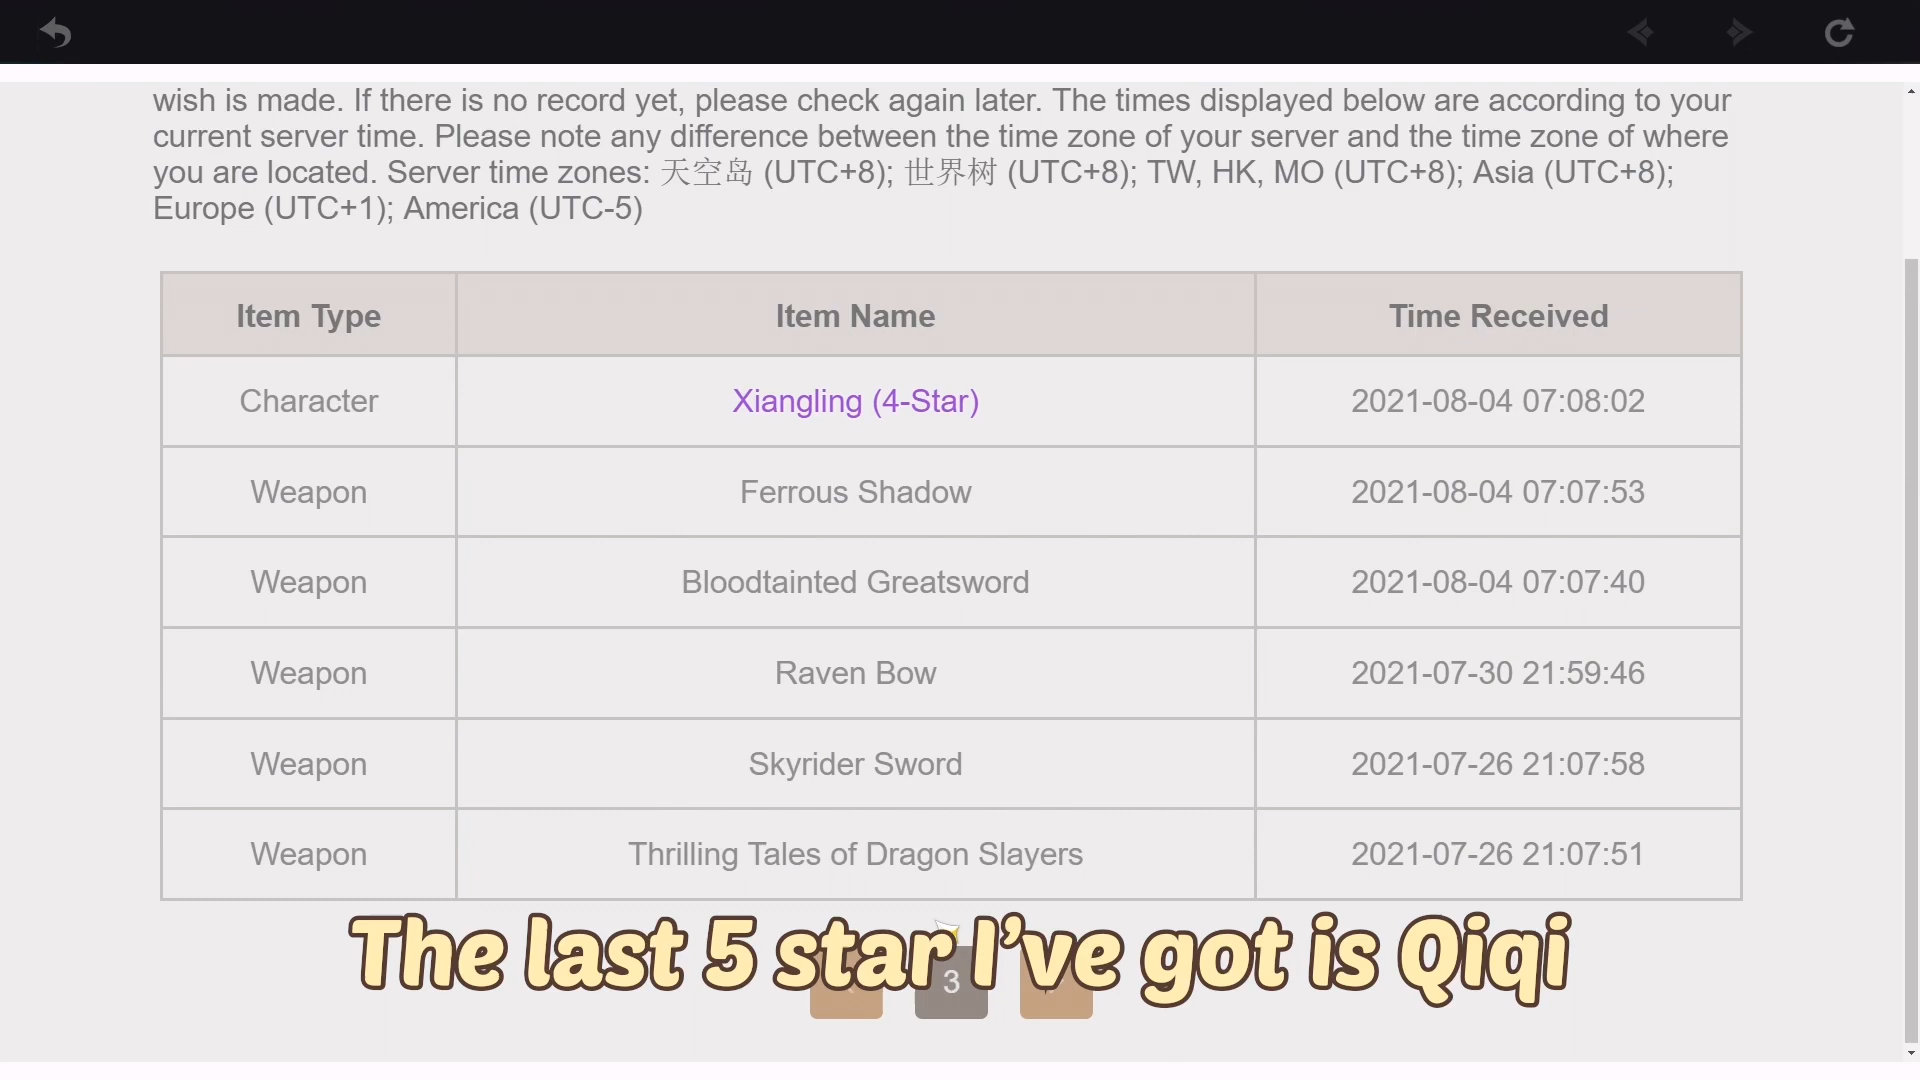 wish is made. If there is no record yet, please check again later. The times displayed below are according to your
current server time. Please note any difference between the time zone of your server and the time zone of where
you are located. Server time zones: 天空岛 (UTC+8); 世界树 (UTC+8); TW, HK, MO (UTC+8); Asia (UTC+8);
Europe (UTC+1); America (UTC-5)
Item Type Item Name Time Received
Character Xiangling (4-Star) 2021-08-04 07:08:02
Weapon Ferrous Shadow 2021-08-04 07:07:53
Weapon Bloodtainted Greatsword 2021-08-04 07:07:40
Weapon Raven Bow 2021-07-30 21:59:46
Weapon Skyrider Sword 2021-07-26 21:07:58
Weapon Thrilling Tales of Dragon Slayers 2021-07-26 21:07:51
The last 5 star I've got is Qiqi
3